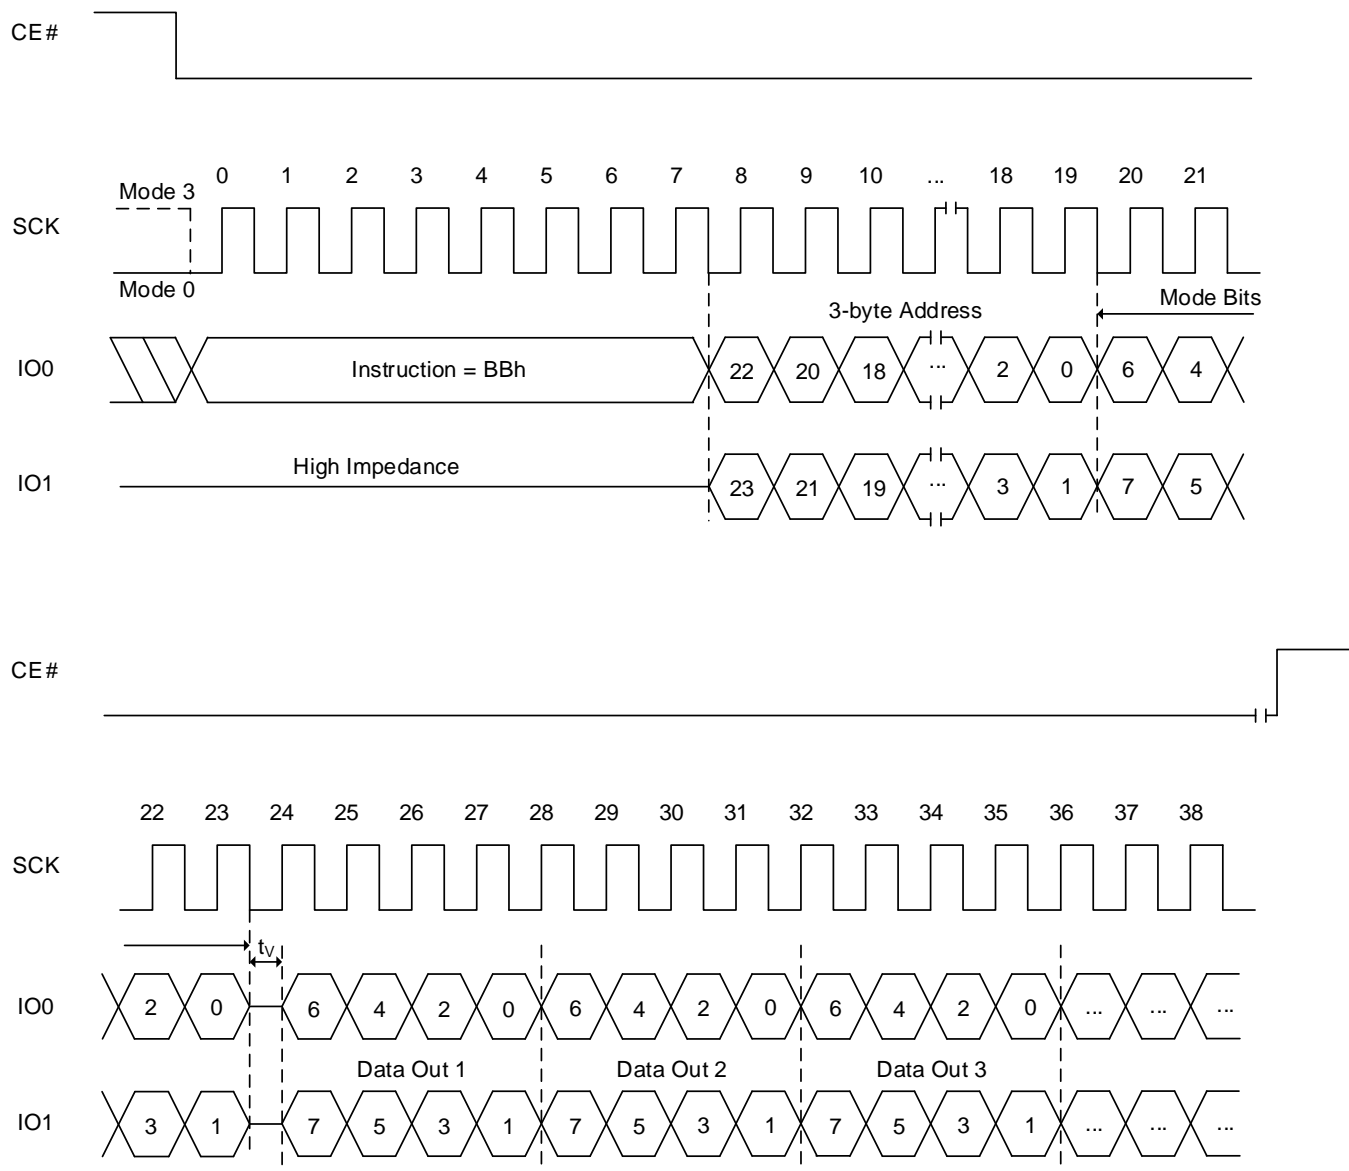 CE#
0 1 2 3 4 5 6 7 8 9 10 ... 18 19 20 21
Mode 3
SCK
Mode 0
3-byte Address
Mode Bits
IO0
Instruction = BBh
22 20 18 ... 2 0 6 4
High Impedance
IO1
23 21 19 ... 3 1 7 5
CE#
22 23 24 25 26 27 28 29 30 31 32 33 34 35 36 37 38
SCK
tV
IO0
2 0 6 4 2 0 6 4 2 0 6 4 2 0 ... ... ...
Data Out 1
Data Out 2
Data Out 3
IO1
3 1 7 5 3 1 7 5 3 1 7 5 3 1 ... ... ...